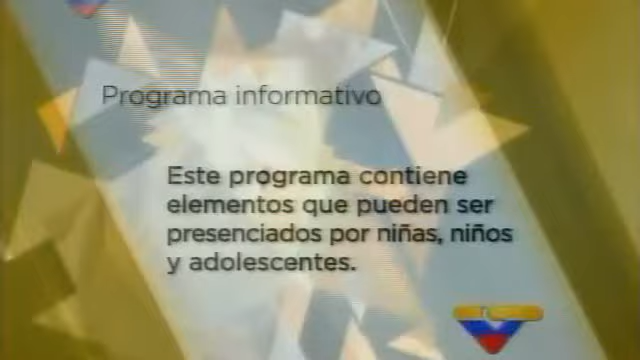 Programa informativo
Este programa contiene
elementos que pueden ser
presenciados por niñas, niños
y adolescentes.